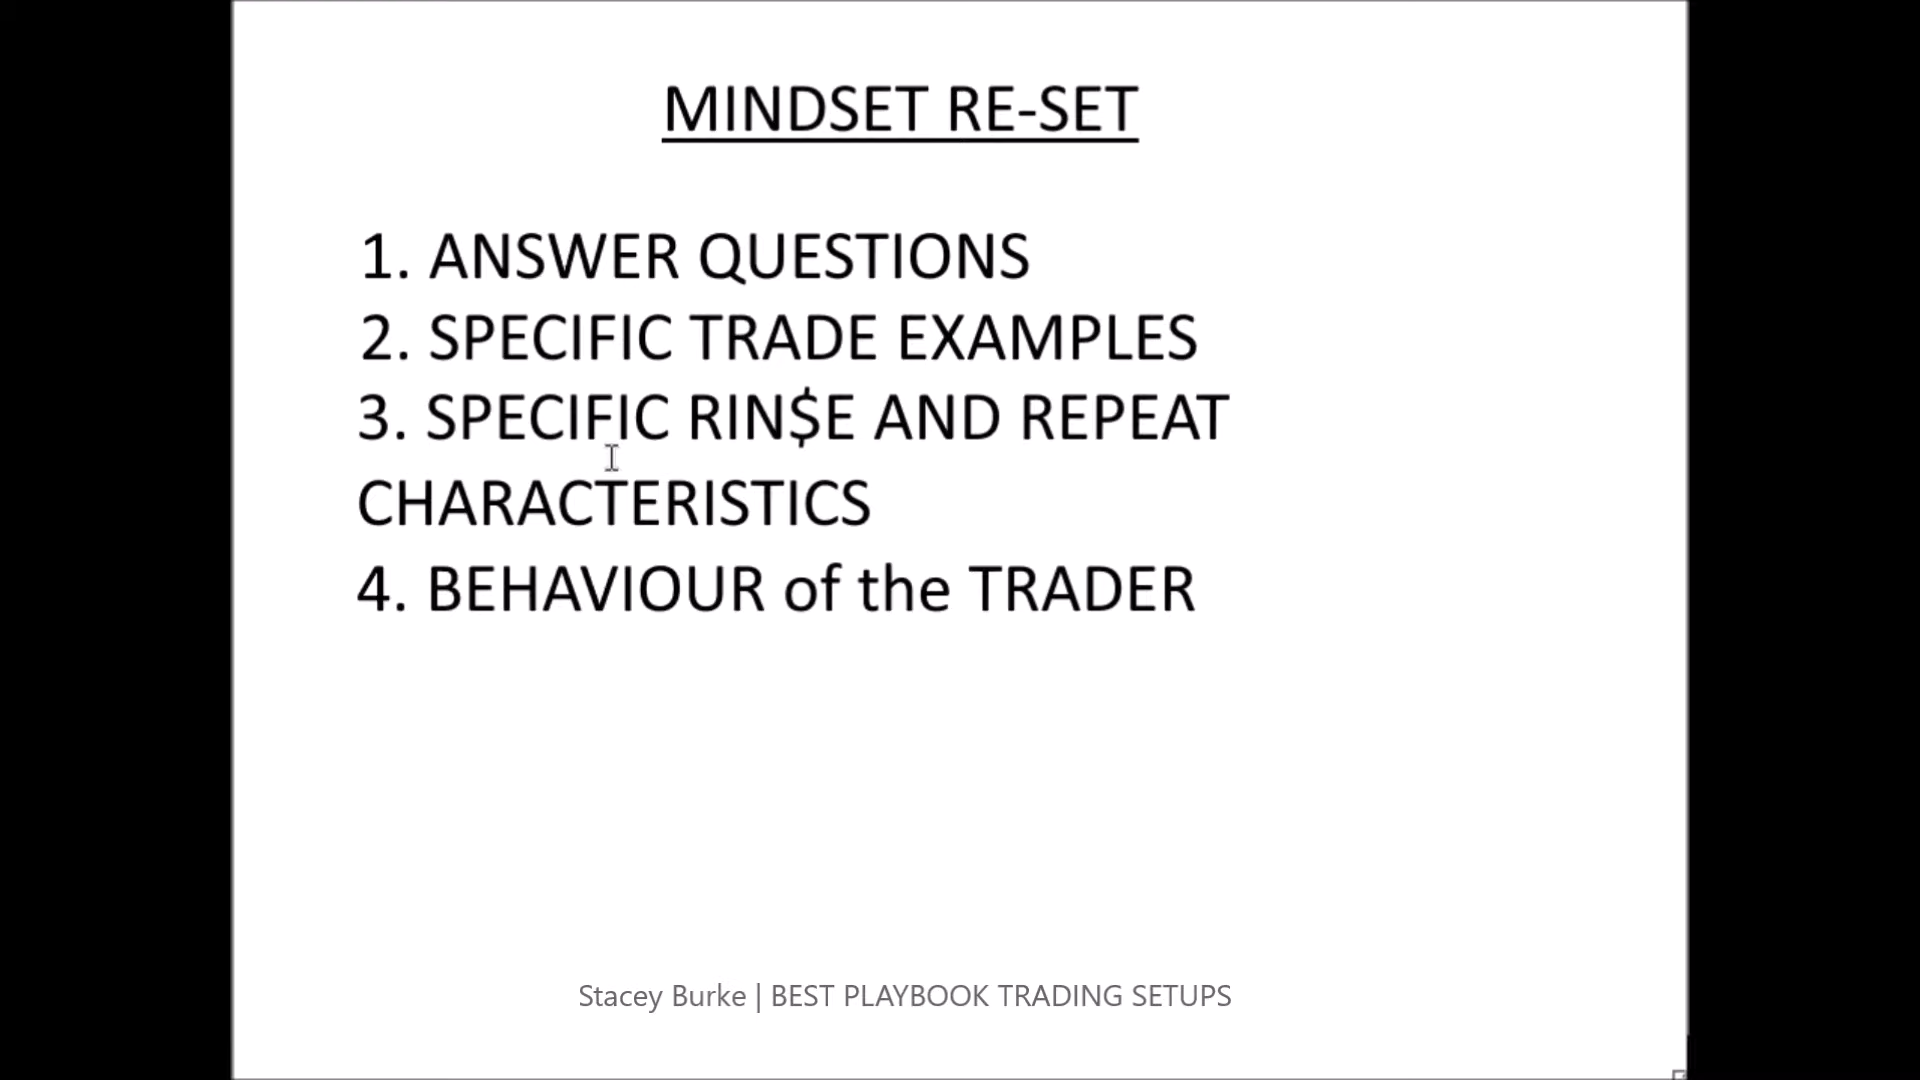 MINDSET RE-SET
1. ANSWER QUESTIONS
2. SPECIFIC TRADE EXAMPLES
3. SPECIFIC RIN$E AND REPEAT
CHARACTERISTICS
4. BEHAVIOUR of the TRADER
Stacey Burke | BEST PLAYBOOK TRADING SETUPS